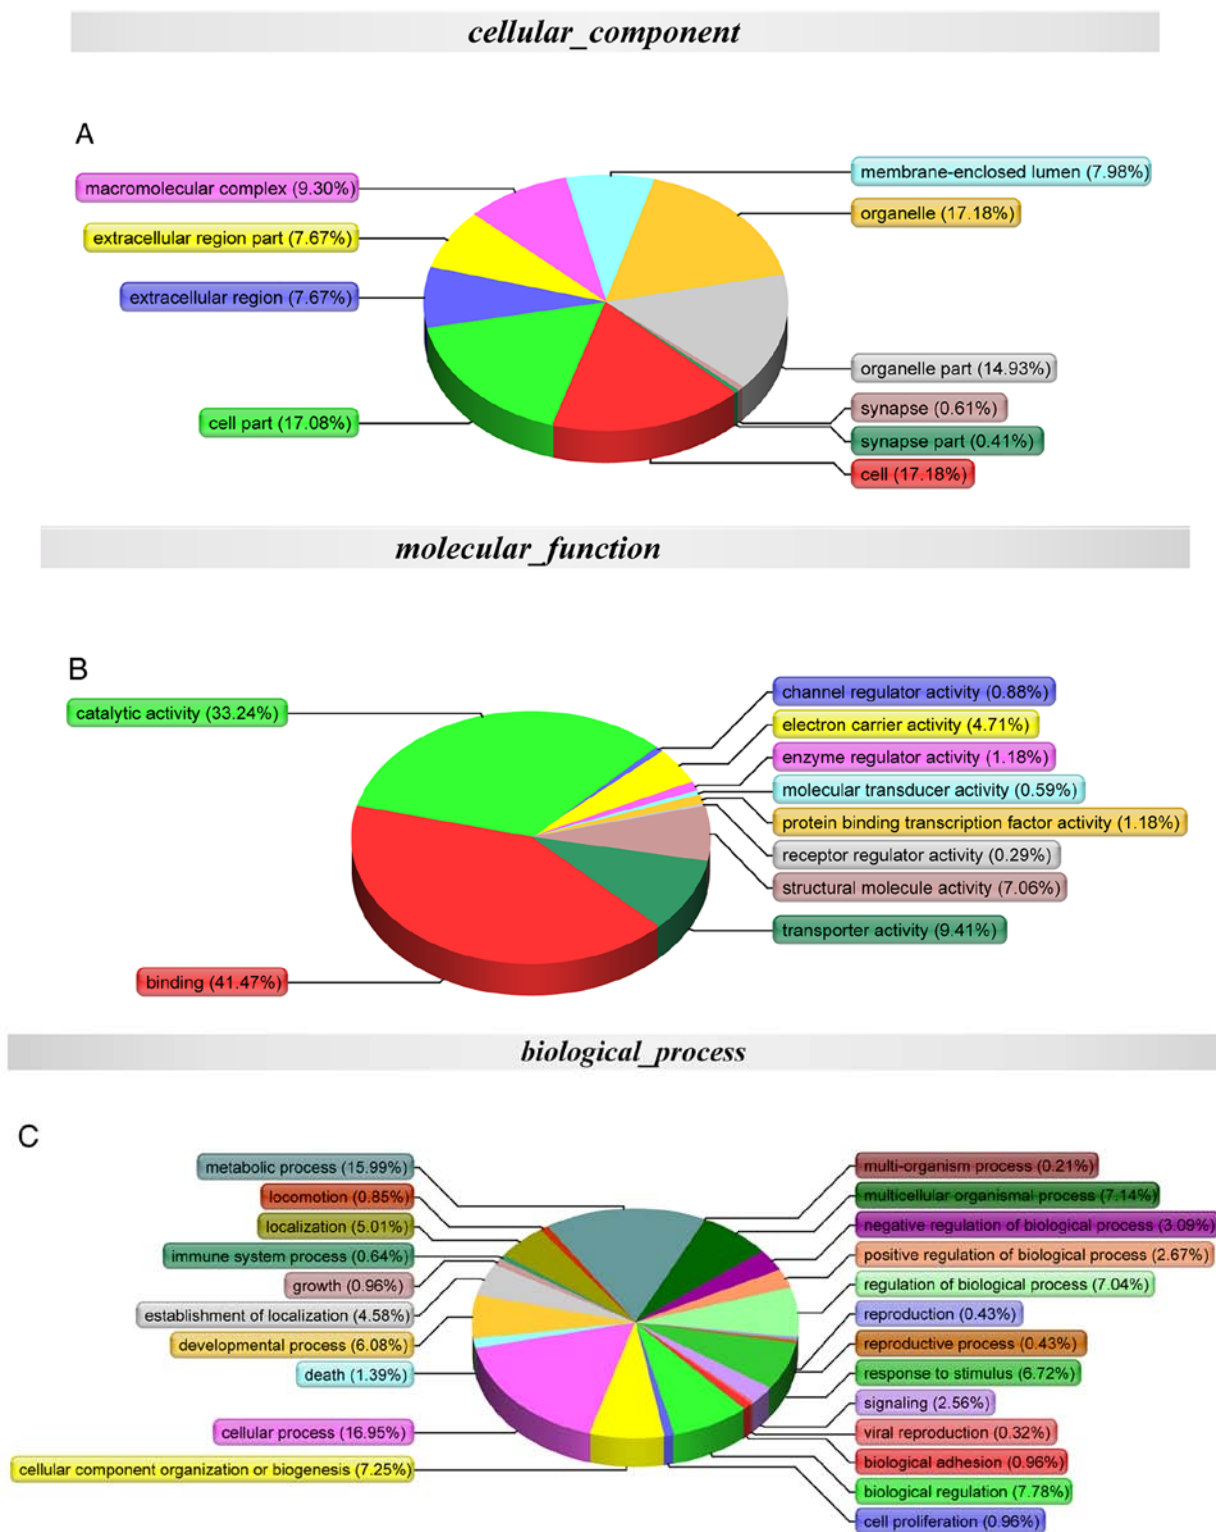 cellular_component
A
macromolecular complex (9.30%)
extracellular region part (7.67%)
extracellular region (7.67%)
cell part (17.08%)
membrane-enclosed lumen (7.98%)
organelle (17.18%)
organelle part (14.93%)
synapse (0.61%)
synapse part (0.41%)
cell (17.18%)
molecular_function
B
catalytic activity (33.24%)
binding (41.47%)
channel regulator activity (0.88%)
electron carrier activity (4.71%)
enzyme regulator activity (1.18%)
molecular transducer activity (0.59%)
protein binding transcription factor activity (1.18%)
receptor regulator activity (0.29%)
structural molecule activity (7.06%)
transporter activity (9.41%)
biological_process
C
metabolic process (15.99%)
locomotion (0.85%)
localization (5.01%)
immune system process (0.64%)
growth (0.96%)
establishment of localization (4.58%)
developmental process (6.08%)
death (1.39%)
cellular process (16.95%)
cellular component organization or biogenesis (7.25%)
multi-organism process (0.21%)
multicellular organismal process (7.14%)
negative regulation of biological process (3.09%)
positive regulation of biological process (2.67%)
regulation of biological process (7.04%)
reproduction (0.43%)
reproductive process (0.43%)
response to stimulus (6.72%)
signaling (2.56%)
viral reproduction (0.32%)
biological adhesion (0.96%)
biological regulation (7.78%)
cell proliferation (0.96%)